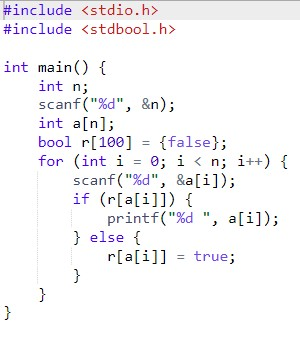 #include <stdio.h>
#include <stdbool.h>

int main() {
    int n;
    scanf("%d", &n);
    int a[n];
    bool r[100] = {false};
    for (int i = 0; i < n; i++) {
        scanf("%d", &a[i]);
        if (r[a[i]]) {
            printf("%d ", a[i]);
        } else {
            r[a[i]] = true;
        }
    }
}